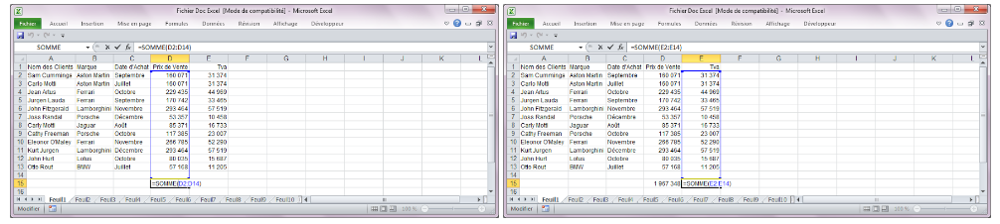 Fichier Doc Excel [Mode de compatibilité] - Microsoft Excel
Fichier Accueil Insertion Mise en page Formules Données Révision Affichage Développeur
SOMME =SOMME(D2:D14)
A B C D E F G H I J K L
1 Nom des Clients Marque Date d'Achat Prix de Vente Tva
2 Sam Cummings Aston Martin Septembre 160 071 31 374
3 Carlo Motti Aston Martin Juillet 160 071 31 374
4 Jean Artus Ferrari Octobre 229 435 44 969
5 Jurgen Lauda Ferrari Septembre 170 742 33 465
6 John Fitzgerald Lamborghini Novembre 293 464 57 519
7 Joss Randal Porsche Décembre 53 357 10 458
8 Carly Motti Jaguar Août 85 371 16 733
9 Cathy Freeman Porsche Octobre 117 385 23 007
10 Eleonor O'Maley Ferrari Novembre 266 785 52 290
11 Kurt Jurgen Lamborghini Décembre 293 464 57 519
12 John Hurt Lotus Octobre 80 035 15 687
13 Otto Rout BMW Juillet 57 168 11 205
14
15 =SOMME(D2:D14)
16
Feuil1 Feuil2 Feuil3 Feuil4 Feuil5 Feuil6 Feuil7 Feuil8 Feuil9 Feuil10
Modifier 100 %
Fichier Doc Excel [Mode de compatibilité] - Microsoft Excel
Fichier Accueil Insertion Mise en page Formules Données Révision Affichage Développeur
SOMME =SOMME(E2:E14)
A B C D E F G H I J K L
1 Nom des Clients Marque Date d'Achat Prix de Vente Tva
2 Sam Cummings Aston Martin Septembre 160 071 31 374
3 Carlo Motti Aston Martin Juillet 160 071 31 374
4 Jean Artus Ferrari Octobre 229 435 44 969
5 Jurgen Lauda Ferrari Septembre 170 742 33 465
6 John Fitzgerald Lamborghini Novembre 293 464 57 519
7 Joss Randal Porsche Décembre 53 357 10 458
8 Carly Motti Jaguar Août 85 371 16 733
9 Cathy Freeman Porsche Octobre 117 385 23 007
10 Eleonor O'Maley Ferrari Novembre 266 785 52 290
11 Kurt Jurgen Lamborghini Décembre 293 464 57 519
12 John Hurt Lotus Octobre 80 035 15 687
13 Otto Rout BMW Juillet 57 168 11 205
14
15 1 967 348 =SOMME(E2:E14)
16
Feuil1 Feuil2 Feuil3 Feuil4 Feuil5 Feuil6 Feuil7 Feuil8 Feuil9 Feuil10
Modifier 100 %